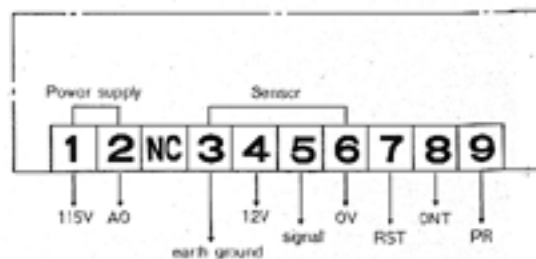 Power supply Sensor
1 2 NC 3 4 5 6 7 8 9
115V AO 12V 0V CNT
earth ground signal RST PR